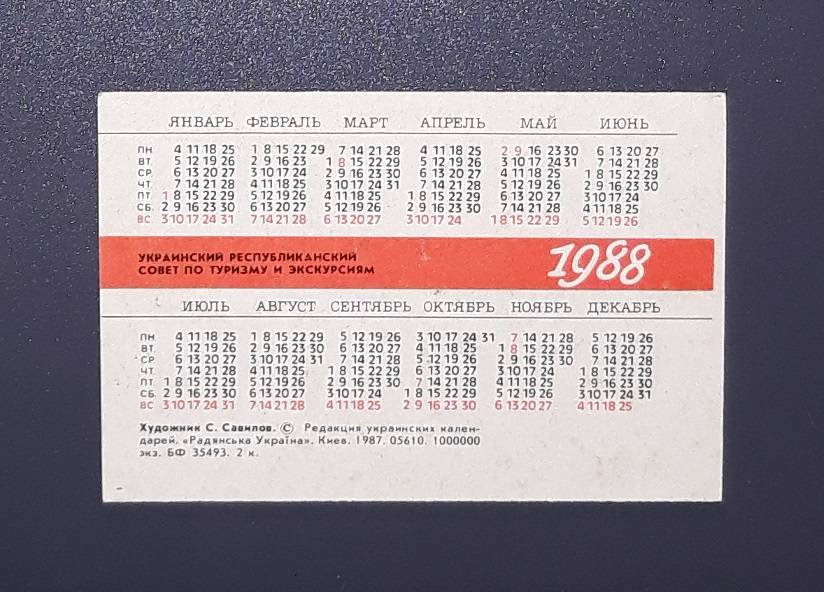 ЯНВАРЬ ФЕВРАЛЬ МАРТ АПРЕЛЬ МАЙ ИЮНЬ
ПН. 4 11 18 25 1 8 15 22 29 7 14 21 28 4 11 18 25 2 9 16 23 30 6 13 20 27
ВТ. 5 12 19 26 2 9 16 23 1 8 15 22 29 5 12 19 26 3 10 17 24 31 7 14 21 28
СР. 6 13 20 27 3 10 17 24 2 9 16 23 30 6 13 20 27 4 11 18 25 1 8 15 22 29
ЧТ. 7 14 21 28 4 11 18 25 3 10 17 24 31 7 14 21 28 5 12 19 26 2 9 16 23 30
ПТ. 1 8 15 22 29 5 12 19 26 4 11 18 25 1 8 15 22 29 6 13 20 27 3 10 17 24
СБ. 2 9 16 23 30 6 13 20 27 5 12 19 26 2 9 16 23 30 7 14 21 28 4 11 18 25
ВС. 3 10 17 24 31 7 14 21 28 6 13 20 27 3 10 17 24 1 8 15 22 29 5 12 19 26
УКРАИНСКИЙ РЕСПУБЛИКАНСКИЙ
СОВЕТ ПО ТУРИЗМУ И ЭКСКУРСИЯМ
1988
ИЮЛЬ АВГУСТ СЕНТЯБРЬ ОКТЯБРЬ НОЯБРЬ ДЕКАБРЬ
ПН. 4 11 18 25 1 8 15 22 29 5 12 19 26 3 10 17 24 31 7 14 21 28 5 12 19 26
ВТ. 5 12 19 26 2 9 16 23 30 6 13 20 27 4 11 18 25 1 8 15 22 29 6 13 20 27
СР. 6 13 20 27 3 10 17 24 31 7 14 21 28 5 12 19 26 2 9 16 23 30 7 14 21 28
ЧТ. 7 14 21 28 4 11 18 25 1 8 15 22 29 6 13 20 27 3 10 17 24 1 8 15 22 29
ПТ. 1 8 15 22 29 5 12 19 26 2 9 16 23 30 7 14 21 28 4 11 18 25 2 9 16 23 30
СБ. 2 9 16 23 30 6 13 20 27 3 10 17 24 1 8 15 22 29 5 12 19 26 3 10 17 24 31
ВС. 3 10 17 24 31 7 14 21 28 4 11 18 25 2 9 16 23 30 6 13 20 27 4 11 18 25
Художник С. Савилов. © Редакция украинских кален-
дарей. «Радянська Україна». Киев. 1987. 05610. 1000000
экз. БФ 35493. 2 к.